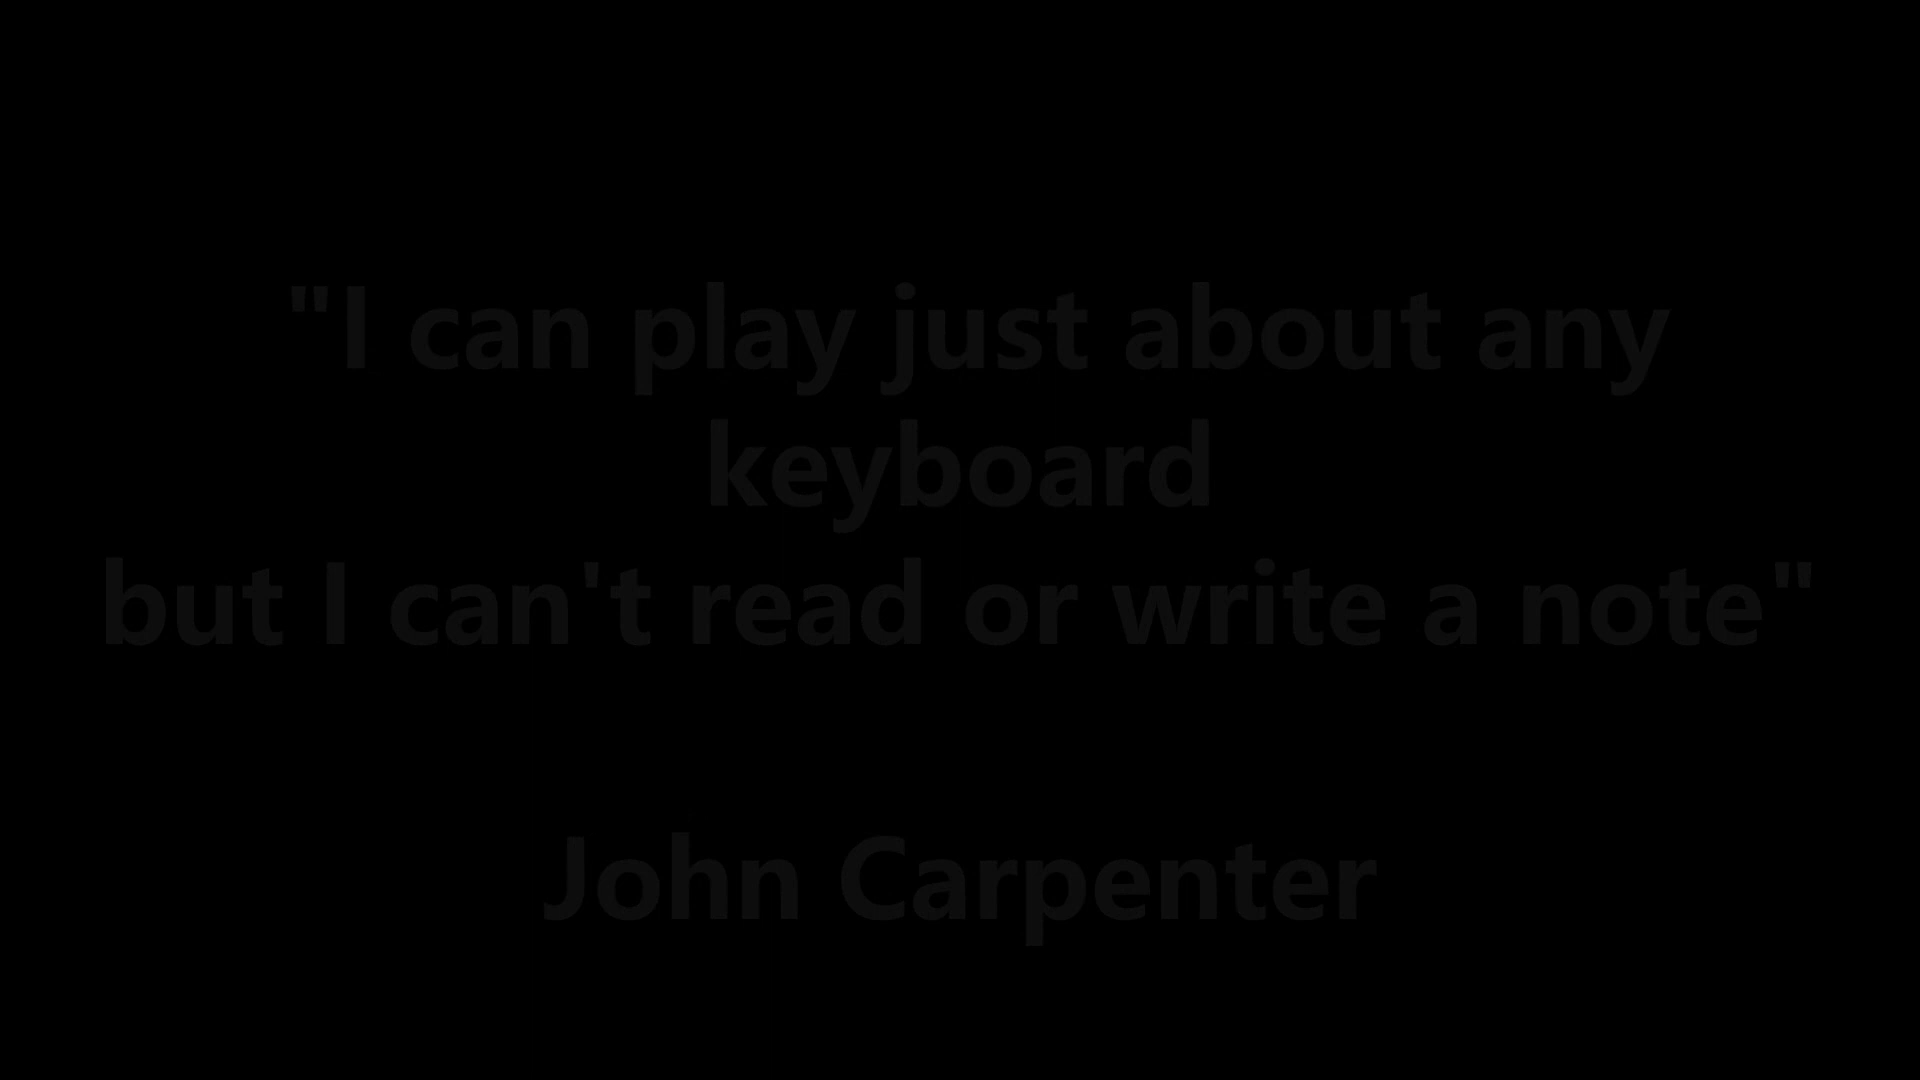 "I can play just about any
keyboard
but I can't read or write a note"
John Carpenter